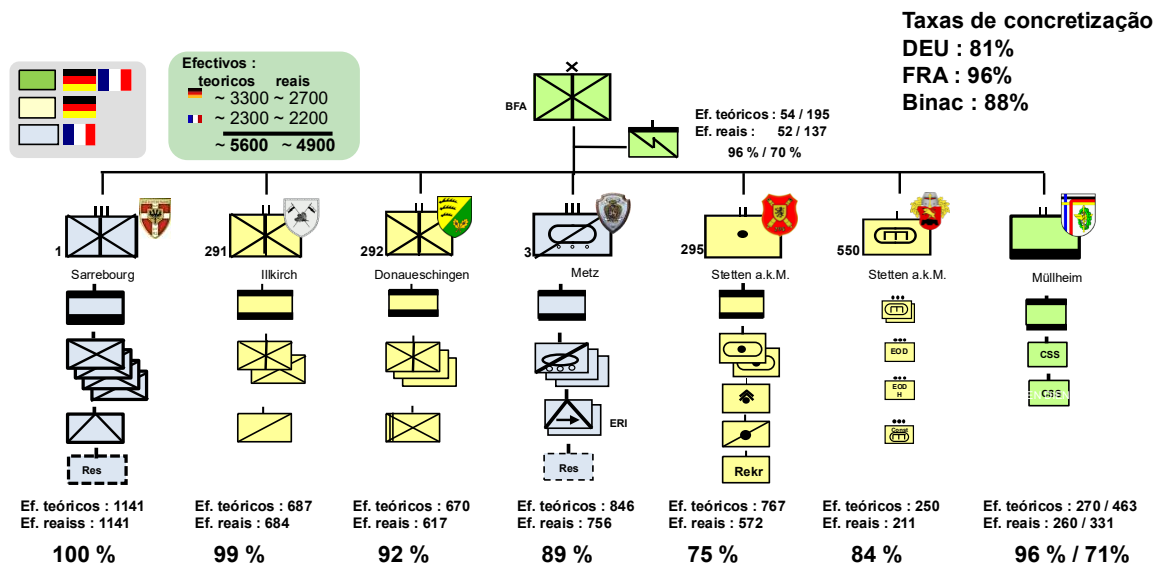 Taxas de concretização
DEU : 81%
FRA : 96%
Binac : 88%
Efectivos :
teoricos reais
~ 3300 ~ 2700
~ 2300 ~ 2200
~ 5600 ~ 4900
BFA
Ef. teóricos : 54 / 195
Ef. reais : 52 / 137
96 % / 70 %
1
291
292
3
295
550
Sarrebourg
Illkirch
Donaueschingen
Metz
Stetten a.k.M.
Stetten a.k.M.
Müllheim
EOD
CSS
EOD
H
CSS
ERI
Const
Res
Res
Rekr
Ef. teóricos : 1141
Ef. reaiss : 1141
100 %
Ef. teóricos : 687
Ef. reais : 684
99 %
Ef. teóricos : 670
Ef. reais : 617
92 %
Ef. teóricos : 846
Ef. reais : 756
89 %
Ef. teóricos : 767
Ef. reais : 572
75 %
Ef. teóricos : 250
Ef. reais : 211
84 %
Ef. teóricos : 270 / 463
Ef. reais : 260 / 331
96 % / 71%